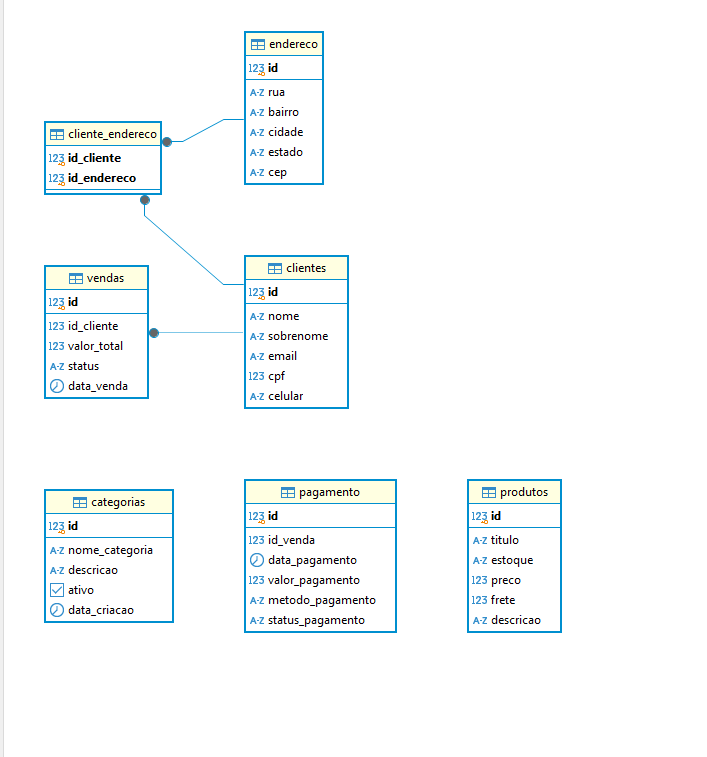 endereco
123 id
A-Z rua
A-Z bairro
A-Z cidade
A-Z estado
A-Z cep
cliente_endereco
123 id_cliente
123 id_endereco
vendas
123 id
123 id_cliente
123 valor_total
A-Z status
data_venda
clientes
123 id
A-Z nome
A-Z sobrenome
A-Z email
123 cpf
A-Z celular
categorias
123 id
A-Z nome_categoria
A-Z descricao
ativo
data_criacao
pagamento
123 id
123 id_venda
data_pagamento
123 valor_pagamento
A-Z metodo_pagamento
A-Z status_pagamento
produtos
123 id
A-Z titulo
A-Z estoque
123 preco
123 frete
A-Z descricao